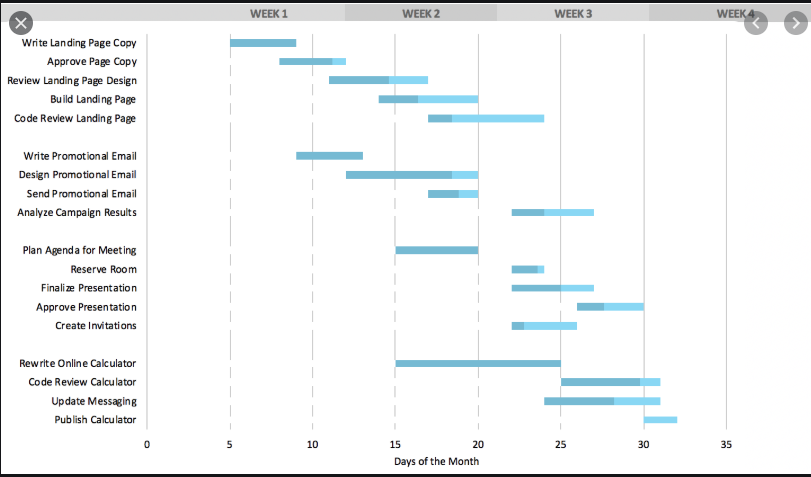 WEEK 1 WEEK 2 WEEK 3 WEEK 4
Write Landing Page Copy
Approve Page Copy
Review Landing Page Design
Build Landing Page
Code Review Landing Page
Write Promotional Email
Design Promotional Email
Send Promotional Email
Analyze Campaign Results
Plan Agenda for Meeting
Reserve Room
Finalize Presentation
Approve Presentation
Create Invitations
Rewrite Online Calculator
Code Review Calculator
Update Messaging
Publish Calculator
0 5 10 15 20 25 30 35
Days of the Month